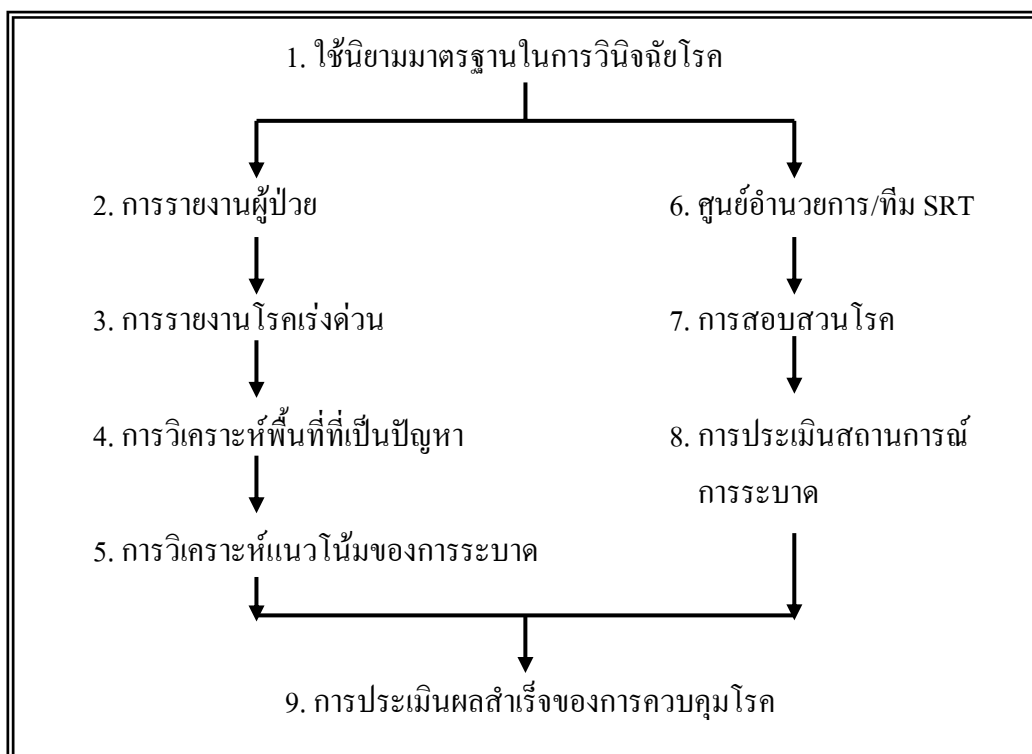 1. ใช้นิยามมาตรฐานในการวินิจฉัยโรค
2. การรายงานผู้ป่วย
3. การรายงานโรคเร่งด่วน
4. การวิเคราะห์พื้นที่ที่เป็นปัญหา
5. การวิเคราะห์แนวโน้มของการระบาด
6. ศูนย์อำนวยการ/ทีม SRT
7. การสอบสวนโรค
8. การประเมินสถานการณ์
การระบาด
9. การประเมินผลสำเร็จของการควบคุมโรค